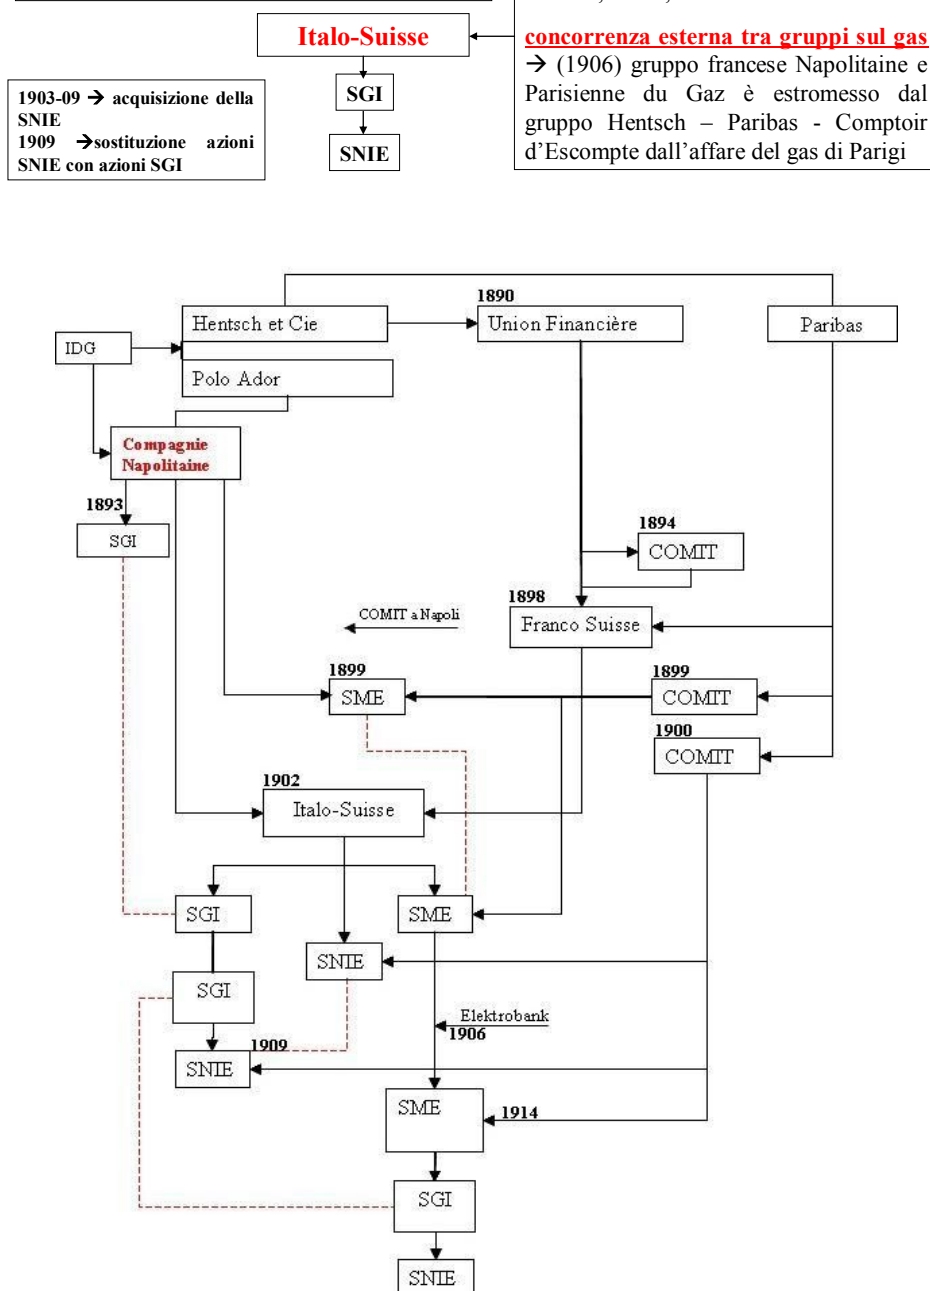 Italo-Suisse
concorrenza esterna tra gruppi sul gas
→ (1906) gruppo francese Napolitaine e
Parisienne du Gaz è estromesso dal
gruppo Hentsch – Paribas - Comptoir
d'Escompte dall'affare del gas di Parigi
1903-09 → acquisizione della
SNIE
1909 →sostituzione azioni
SNIE con azioni SGI
SGI
SNIE
1890
Hentsch et Cie
Union Financière
Paribas
IDG
Polo Ador
Compagnie
Napolitaine
1893
SGI
1894
COMIT
1898
Franco Suisse
COMIT a Napoli
1899
SME
1899
COMIT
1900
COMIT
1902
Italo-Suisse
SGI
SME
SNIE
SGI
Elektrobank
1906
1909
SNIE
SME
1914
SGI
SNIE